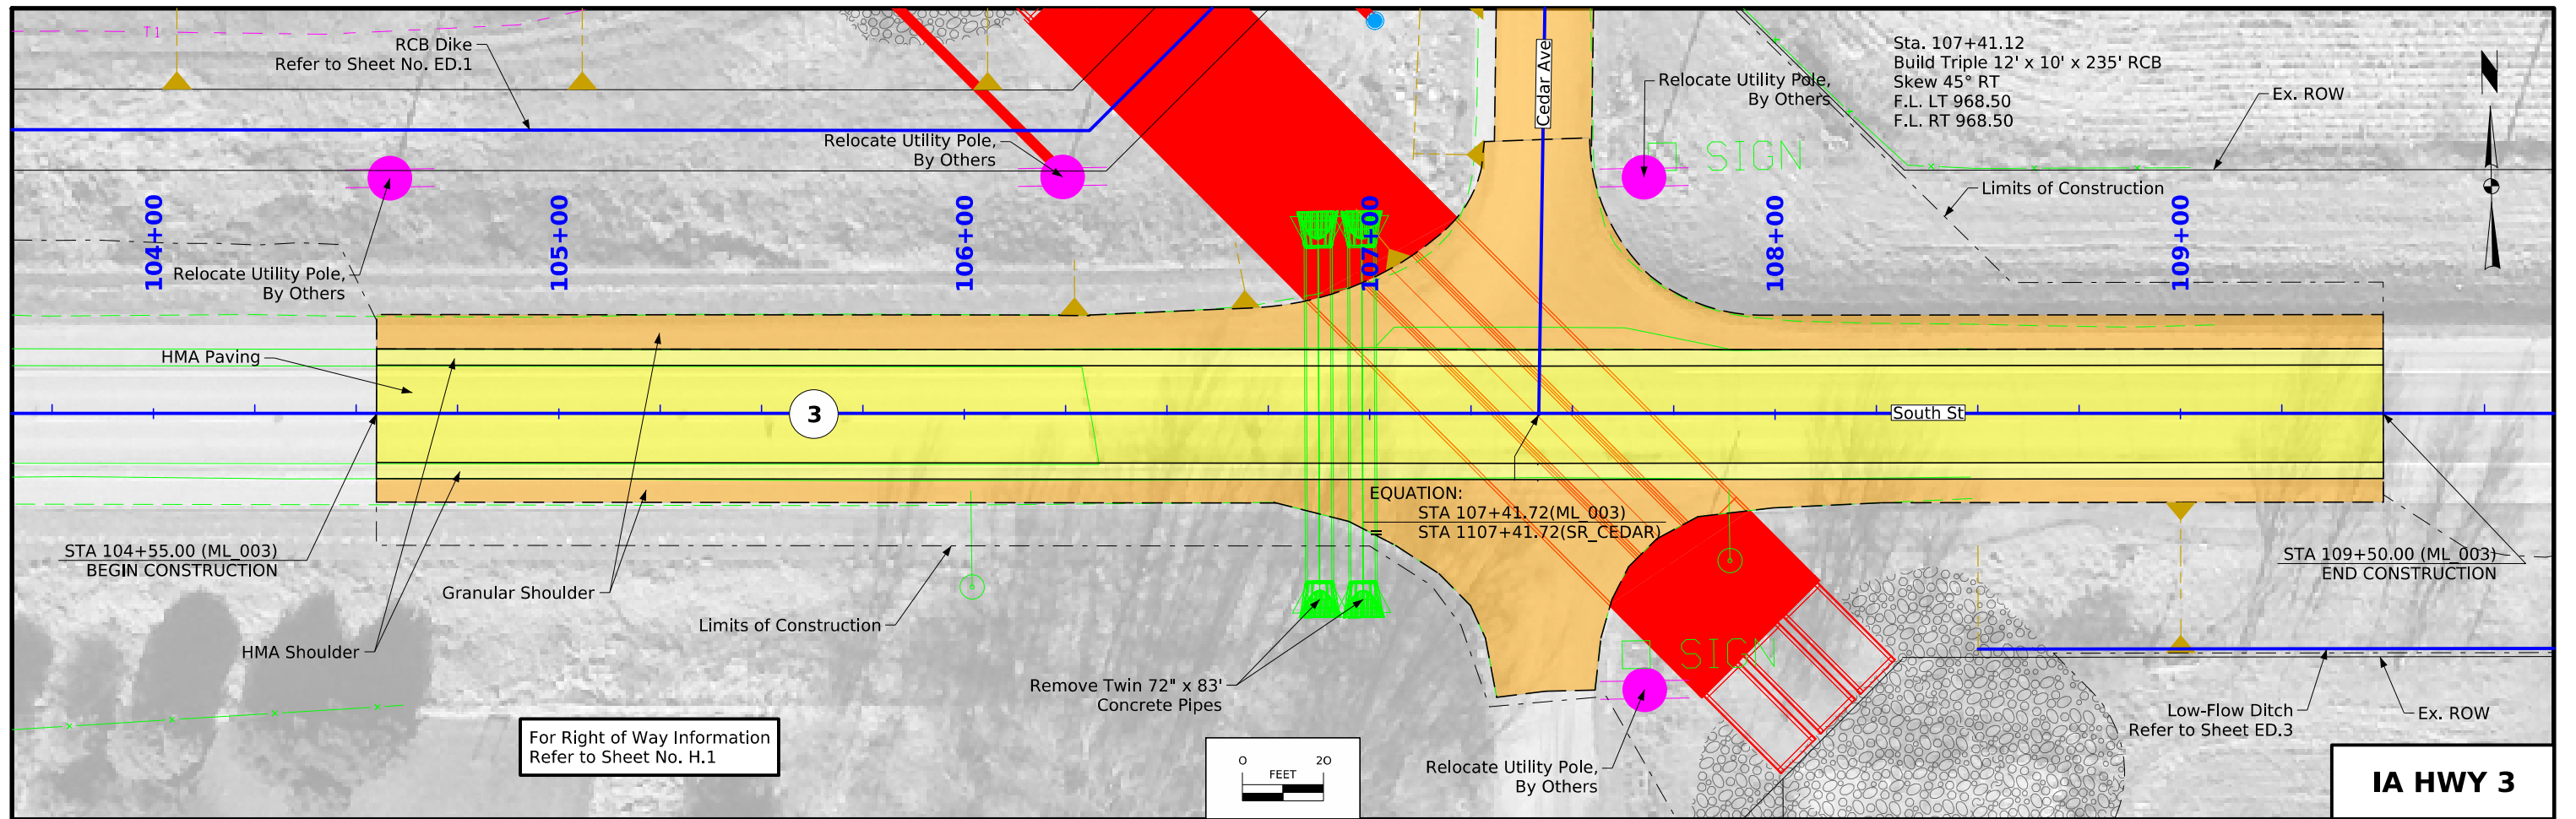 T1
RCB Dike
Refer to Sheet No. ED.1
Relocate Utility Pole,
By Others
Cedar Ave
Relocate Utility Pole,
By Others
Sta. 107+41.12
Build Triple 12' x 10' x 235' RCB
Skew 45° RT
F.L. LT 968.50
F.L. RT 968.50
Ex. ROW
SIGN
Limits of Construction
104+00
105+00
106+00
107+00
108+00
109+00
Relocate Utility Pole,
By Others
HMA Paving
3
South St
EQUATION:
STA 107+41.72(ML_003)
= STA 1107+41.72(SR_CEDAR)
STA 104+55.00 (ML_003)
BEGIN CONSTRUCTION
STA 109+50.00 (ML_003)
END CONSTRUCTION
Granular Shoulder
Limits of Construction
HMA Shoulder
SIGN
Remove Twin 72" x 83'
Concrete Pipes
Low-Flow Ditch
Refer to Sheet ED.3
Ex. ROW
For Right of Way Information
Refer to Sheet No. H.1
0 20
FEET
Relocate Utility Pole,
By Others
IA HWY 3